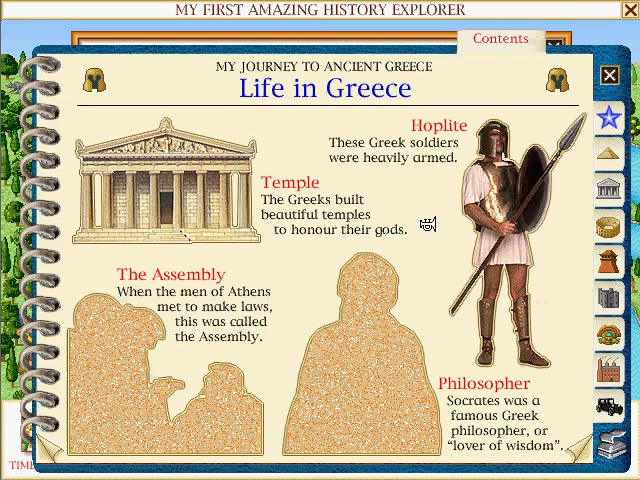 MY FIRST AMAZING HISTORY EXPLORER
Contents
MY JOURNEY TO ANCIENT GREECE
Life in Greece
Hoplite
These Greek soldiers
were heavily armed.
Temple
The Greeks built
beautiful temples
to honour their gods.
The Assembly
When the men of Athens
met to make laws,
this was called
the Assembly.
Philosopher
Socrates was a
famous Greek
philosopher, or
“lover of wisdom”.
TIME